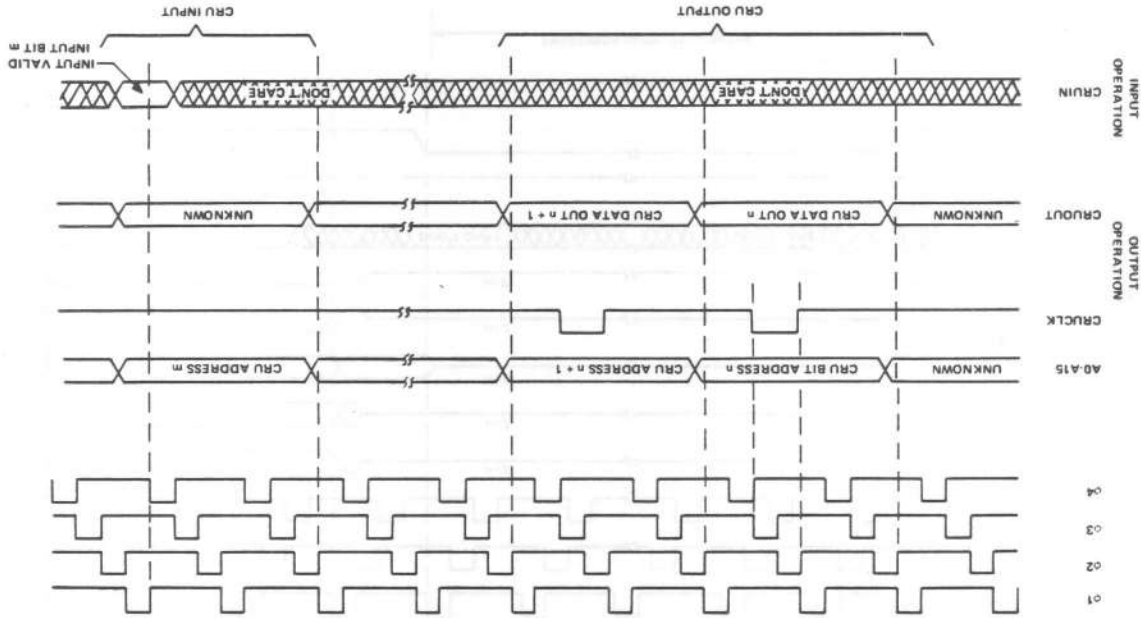 φ1
φ2
φ3
φ4
A0-A15
UNKNOWN
CRU BIT ADDRESS n
CRU ADDRESS n + 1
CRU ADDRESS m
CRUCLK
OUTPUT
OPERATION
CRUOUT
UNKNOWN
CRU DATA OUT n
CRU DATA OUT n + 1
UNKNOWN
INPUT
OPERATION
CRUIN
DON'T CARE
DON'T CARE
INPUT VALID
INPUT BIT m
CRU OUTPUT
CRU INPUT